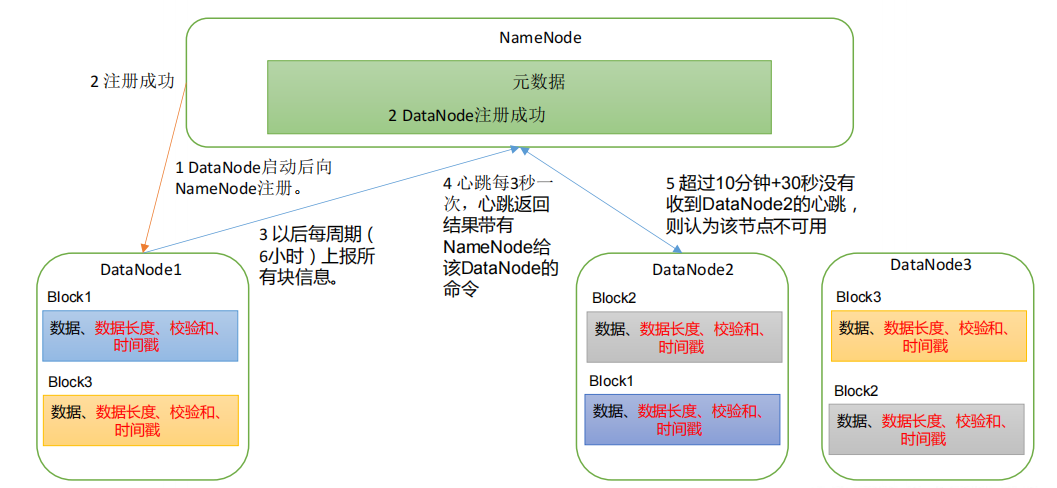 NameNode
元数据
2 DataNode注册成功
2 注册成功
1 DataNode启动后向
NameNode注册。
3 以后每周期（
6小时）上报所
有块信息。
4 心跳每3秒一
次，心跳返回
结果带有
NameNode给
该DataNode的
命令
5 超过10分钟+30秒没有
收到DataNode2的心跳，
则认为该节点不可用
DataNode1
Block1
数据、数据长度、校验和、
时间戳
Block3
数据、数据长度、校验和、
时间戳
DataNode2
Block2
数据、数据长度、校验和、
时间戳
Block1
数据、数据长度、校验和、
时间戳
DataNode3
Block3
数据、数据长度、校验和、
时间戳
Block2
数据、数据长度、校验和、
时间戳